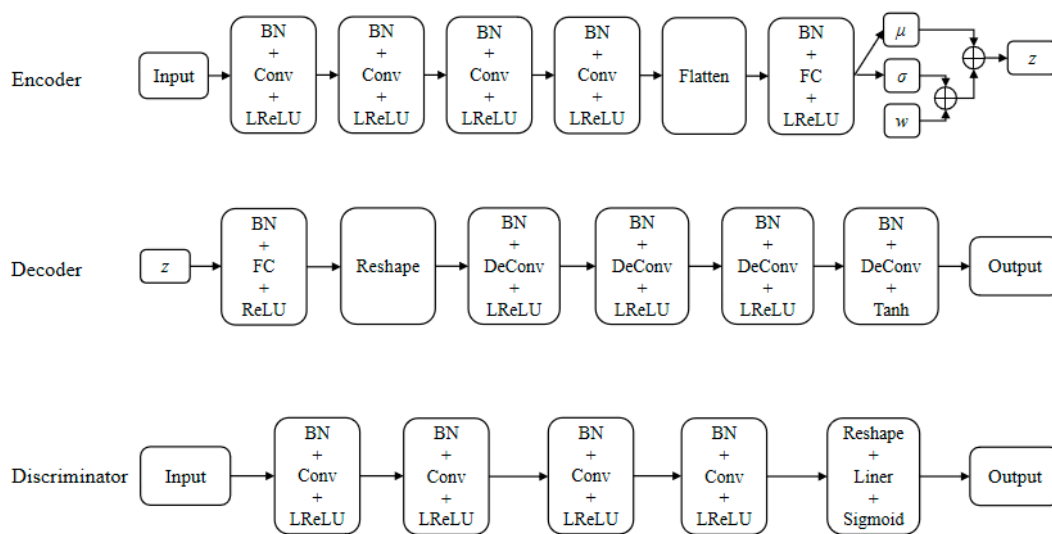 Encoder
Input
BN
+
Conv
+
LReLU
BN
+
Conv
+
LReLU
BN
+
Conv
+
LReLU
BN
+
Conv
+
LReLU
Flatten
BN
+
FC
+
LReLU
μ
σ
w
z
Decoder
z
BN
+
FC
+
ReLU
Reshape
BN
+
DeConv
+
LReLU
BN
+
DeConv
+
LReLU
BN
+
DeConv
+
LReLU
BN
+
DeConv
+
Tanh
Output
Discriminator
Input
BN
+
Conv
+
LReLU
BN
+
Conv
+
LReLU
BN
+
Conv
+
LReLU
BN
+
Conv
+
LReLU
Reshape
+
Liner
+
Sigmoid
Output